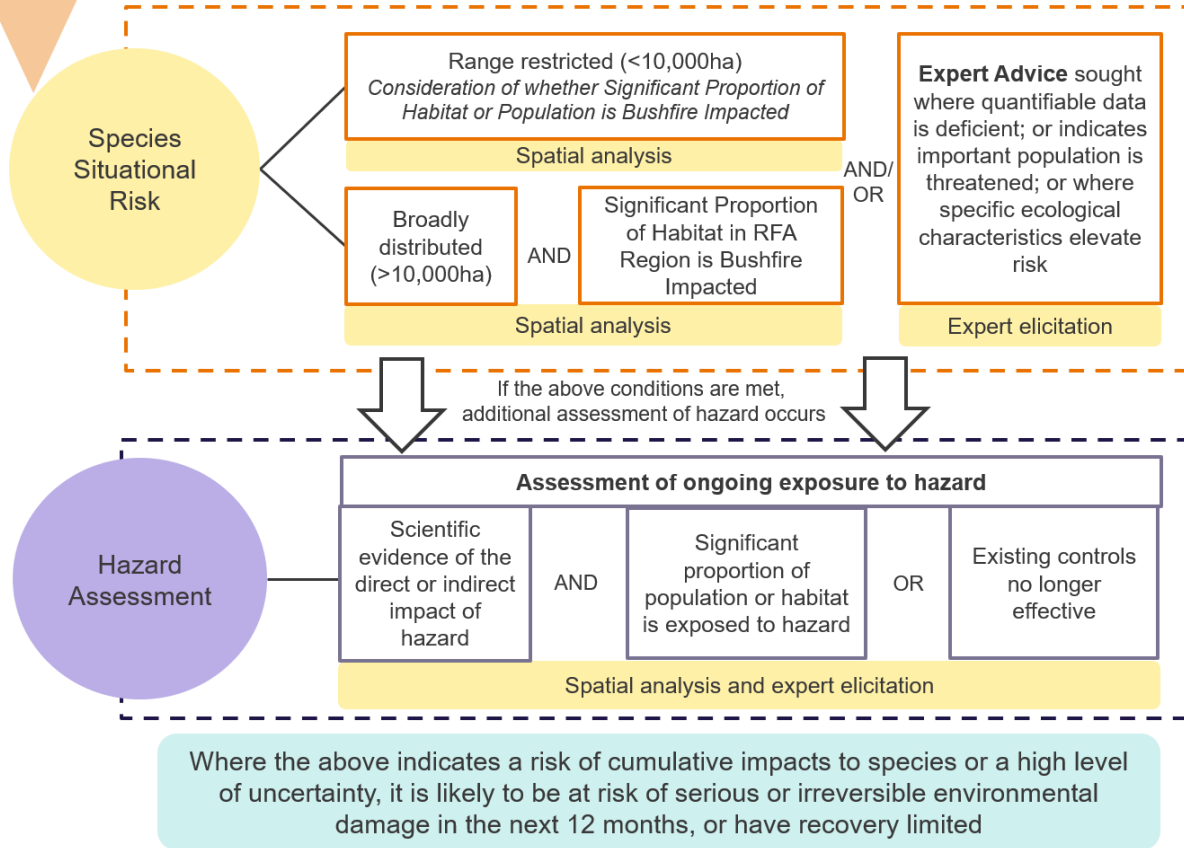 Species
Situational
Risk
Range restricted (<10,000ha)
Consideration of whether Significant Proportion of
Habitat or Population is Bushfire Impacted
Spatial analysis
Broadly
distributed
(>10,000ha)
AND
Significant Proportion
of Habitat in RFA
Region is Bushfire
Impacted
Spatial analysis
AND/
OR
Expert Advice sought
where quantifiable data
is deficient; or indicates
important population is
threatened; or where
specific ecological
characteristics elevate
risk
Expert elicitation
If the above conditions are met,
additional assessment of hazard occurs
Hazard
Assessment
Assessment of ongoing exposure to hazard
Scientific
evidence of the
direct or indirect
impact of
hazard
AND
Significant
proportion of
population or habitat
is exposed to hazard
OR
Existing controls
no longer
effective
Spatial analysis and expert elicitation
Where the above indicates a risk of cumulative impacts to species or a high level
of uncertainty, it is likely to be at risk of serious or irreversible environmental
damage in the next 12 months, or have recovery limited